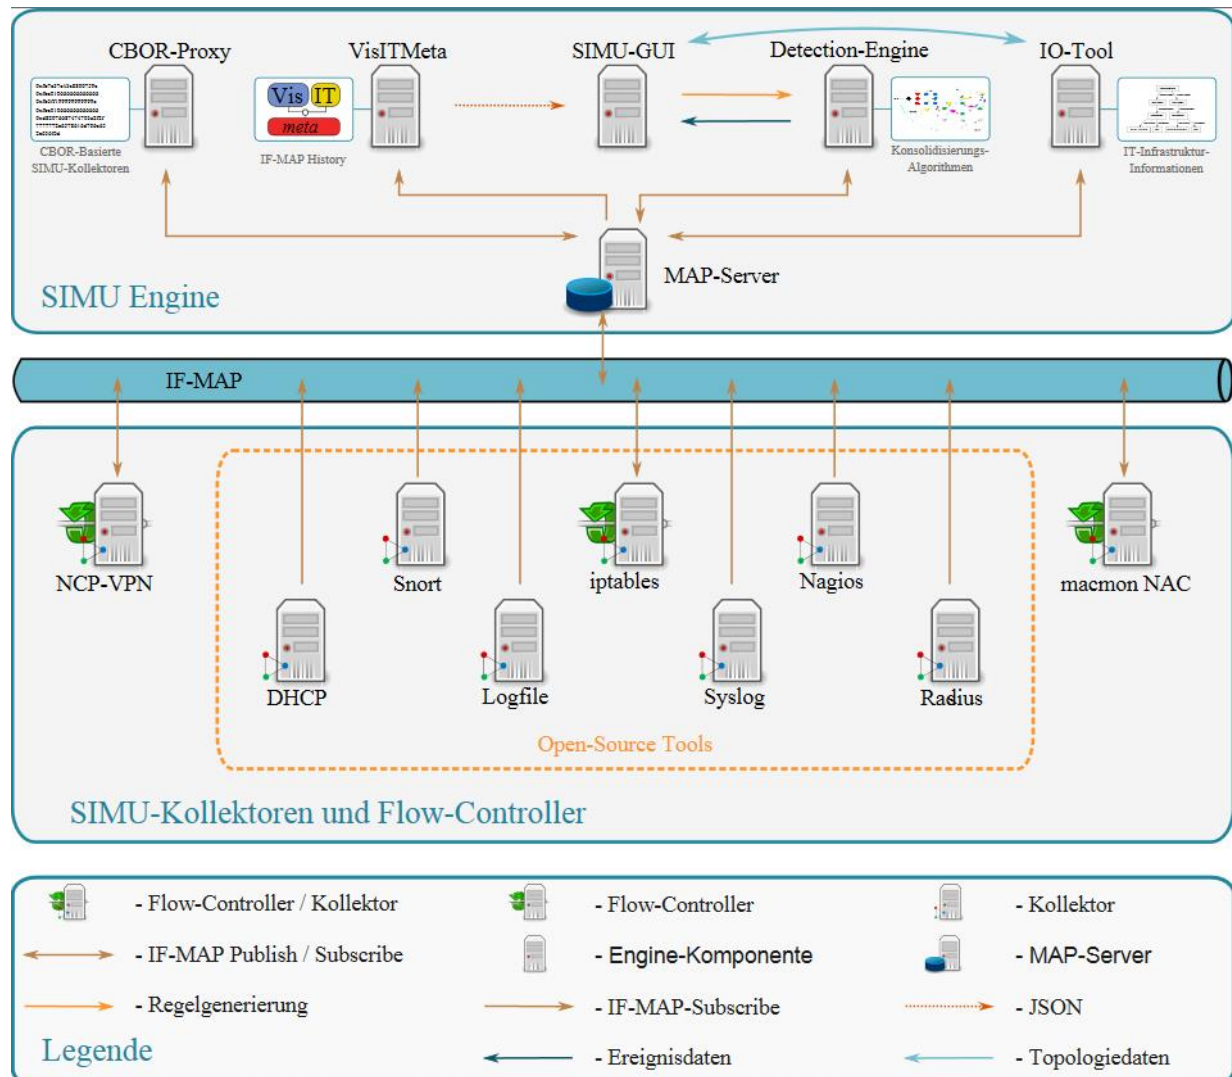 CBOR-Proxy
VisITMeta
SIMU-GUI
Detection-Engine
IO-Tool
Vis IT
meta
CBOR-Basierte
SIMU-Kollektoren
IF-MAP History
Konsolidisierungs-
Algorithmen
IT-Infrastruktur-
Informationen
MAP-Server
SIMU Engine
IF-MAP
NCP-VPN
Snort
iptables
Nagios
macmon NAC
DHCP
Logfile
Syslog
Radius
Open-Source Tools
SIMU-Kollektoren und Flow-Controller
- Flow-Controller / Kollektor
- Flow-Controller
- Kollektor
- IF-MAP Publish / Subscribe
- Engine-Komponente
- MAP-Server
- Regelgenerierung
- IF-MAP-Subscribe
- JSON
Legende
- Ereignisdaten
- Topologiedaten